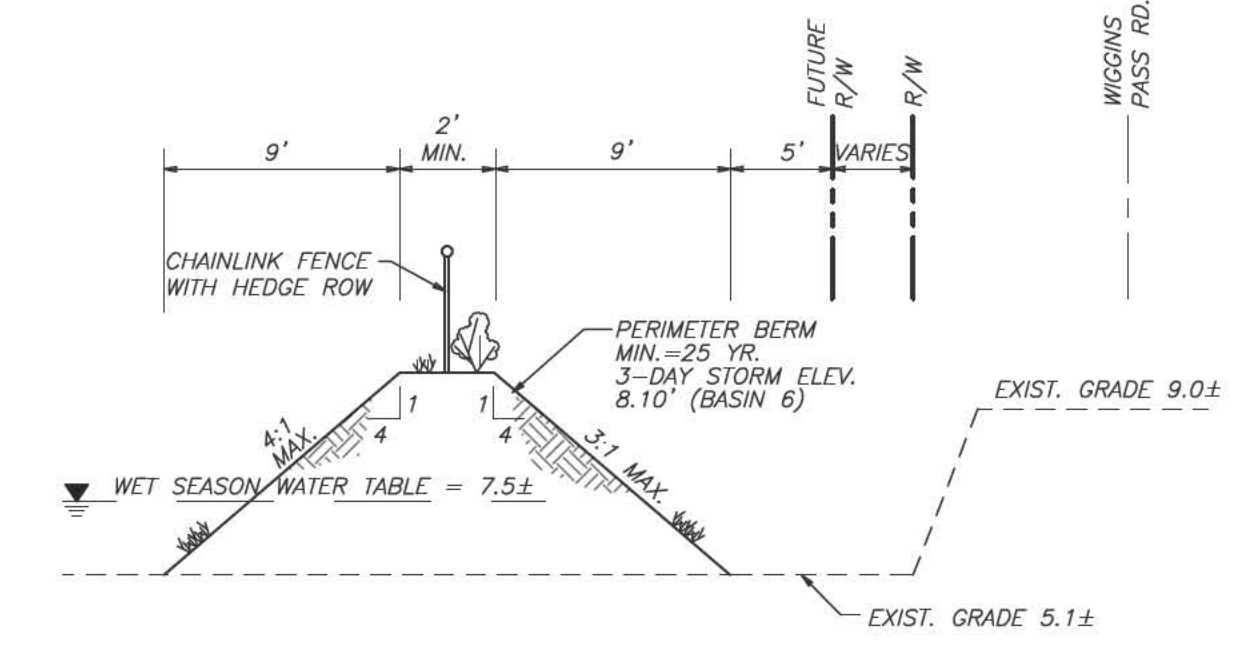 FUTURE
R/W
R/W
WIGGINS
PASS RD.
9'
2'
MIN.
9'
5'
VARIES
CHAINLINK FENCE
WITH HEDGE ROW
PERIMETER BERM
MIN.=25 YR.
3-DAY STORM ELEV.
8.10' (BASIN 6)
EXIST. GRADE 9.0±
1
4
1
4
4:1
MAX.
3:1 MAX.
WET SEASON WATER TABLE = 7.5±
EXIST. GRADE 5.1±